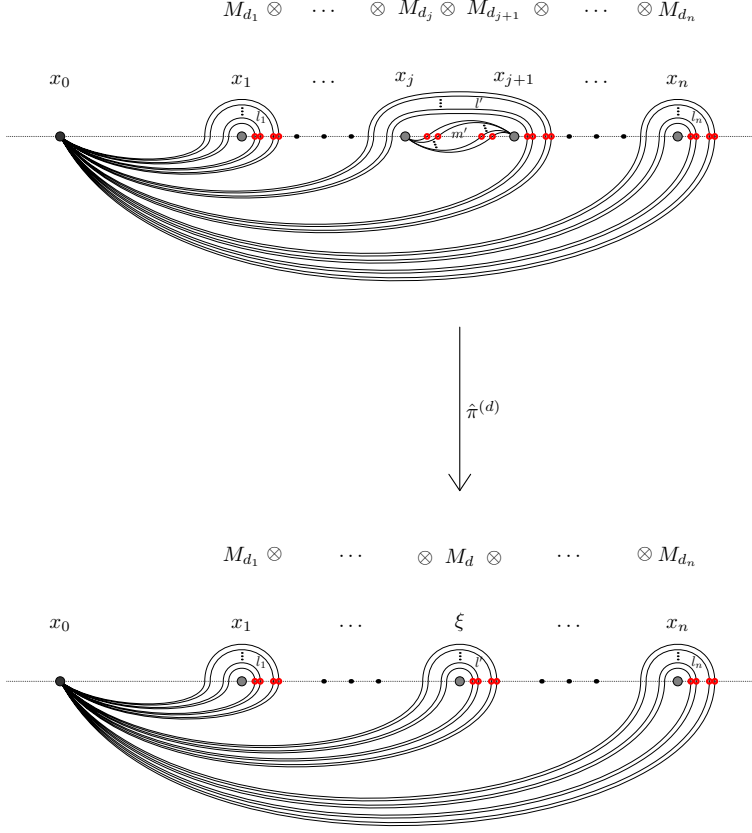 M_{d_1} ⊗ ⋯ ⊗ M_{d_j} ⊗ M_{d_{j+1}} ⊗ ⋯ ⊗ M_{d_n}
x_0 x_1 ⋯ x_j x_{j+1} ⋯ x_n
l_1 l' l_n
m'
π̂^{(d)}
M_{d_1} ⊗ ⋯ ⊗ M_d ⊗ ⋯ ⊗ M_{d_n}
x_0 x_1 ⋯ ξ ⋯ x_n
l_1 l' l_n